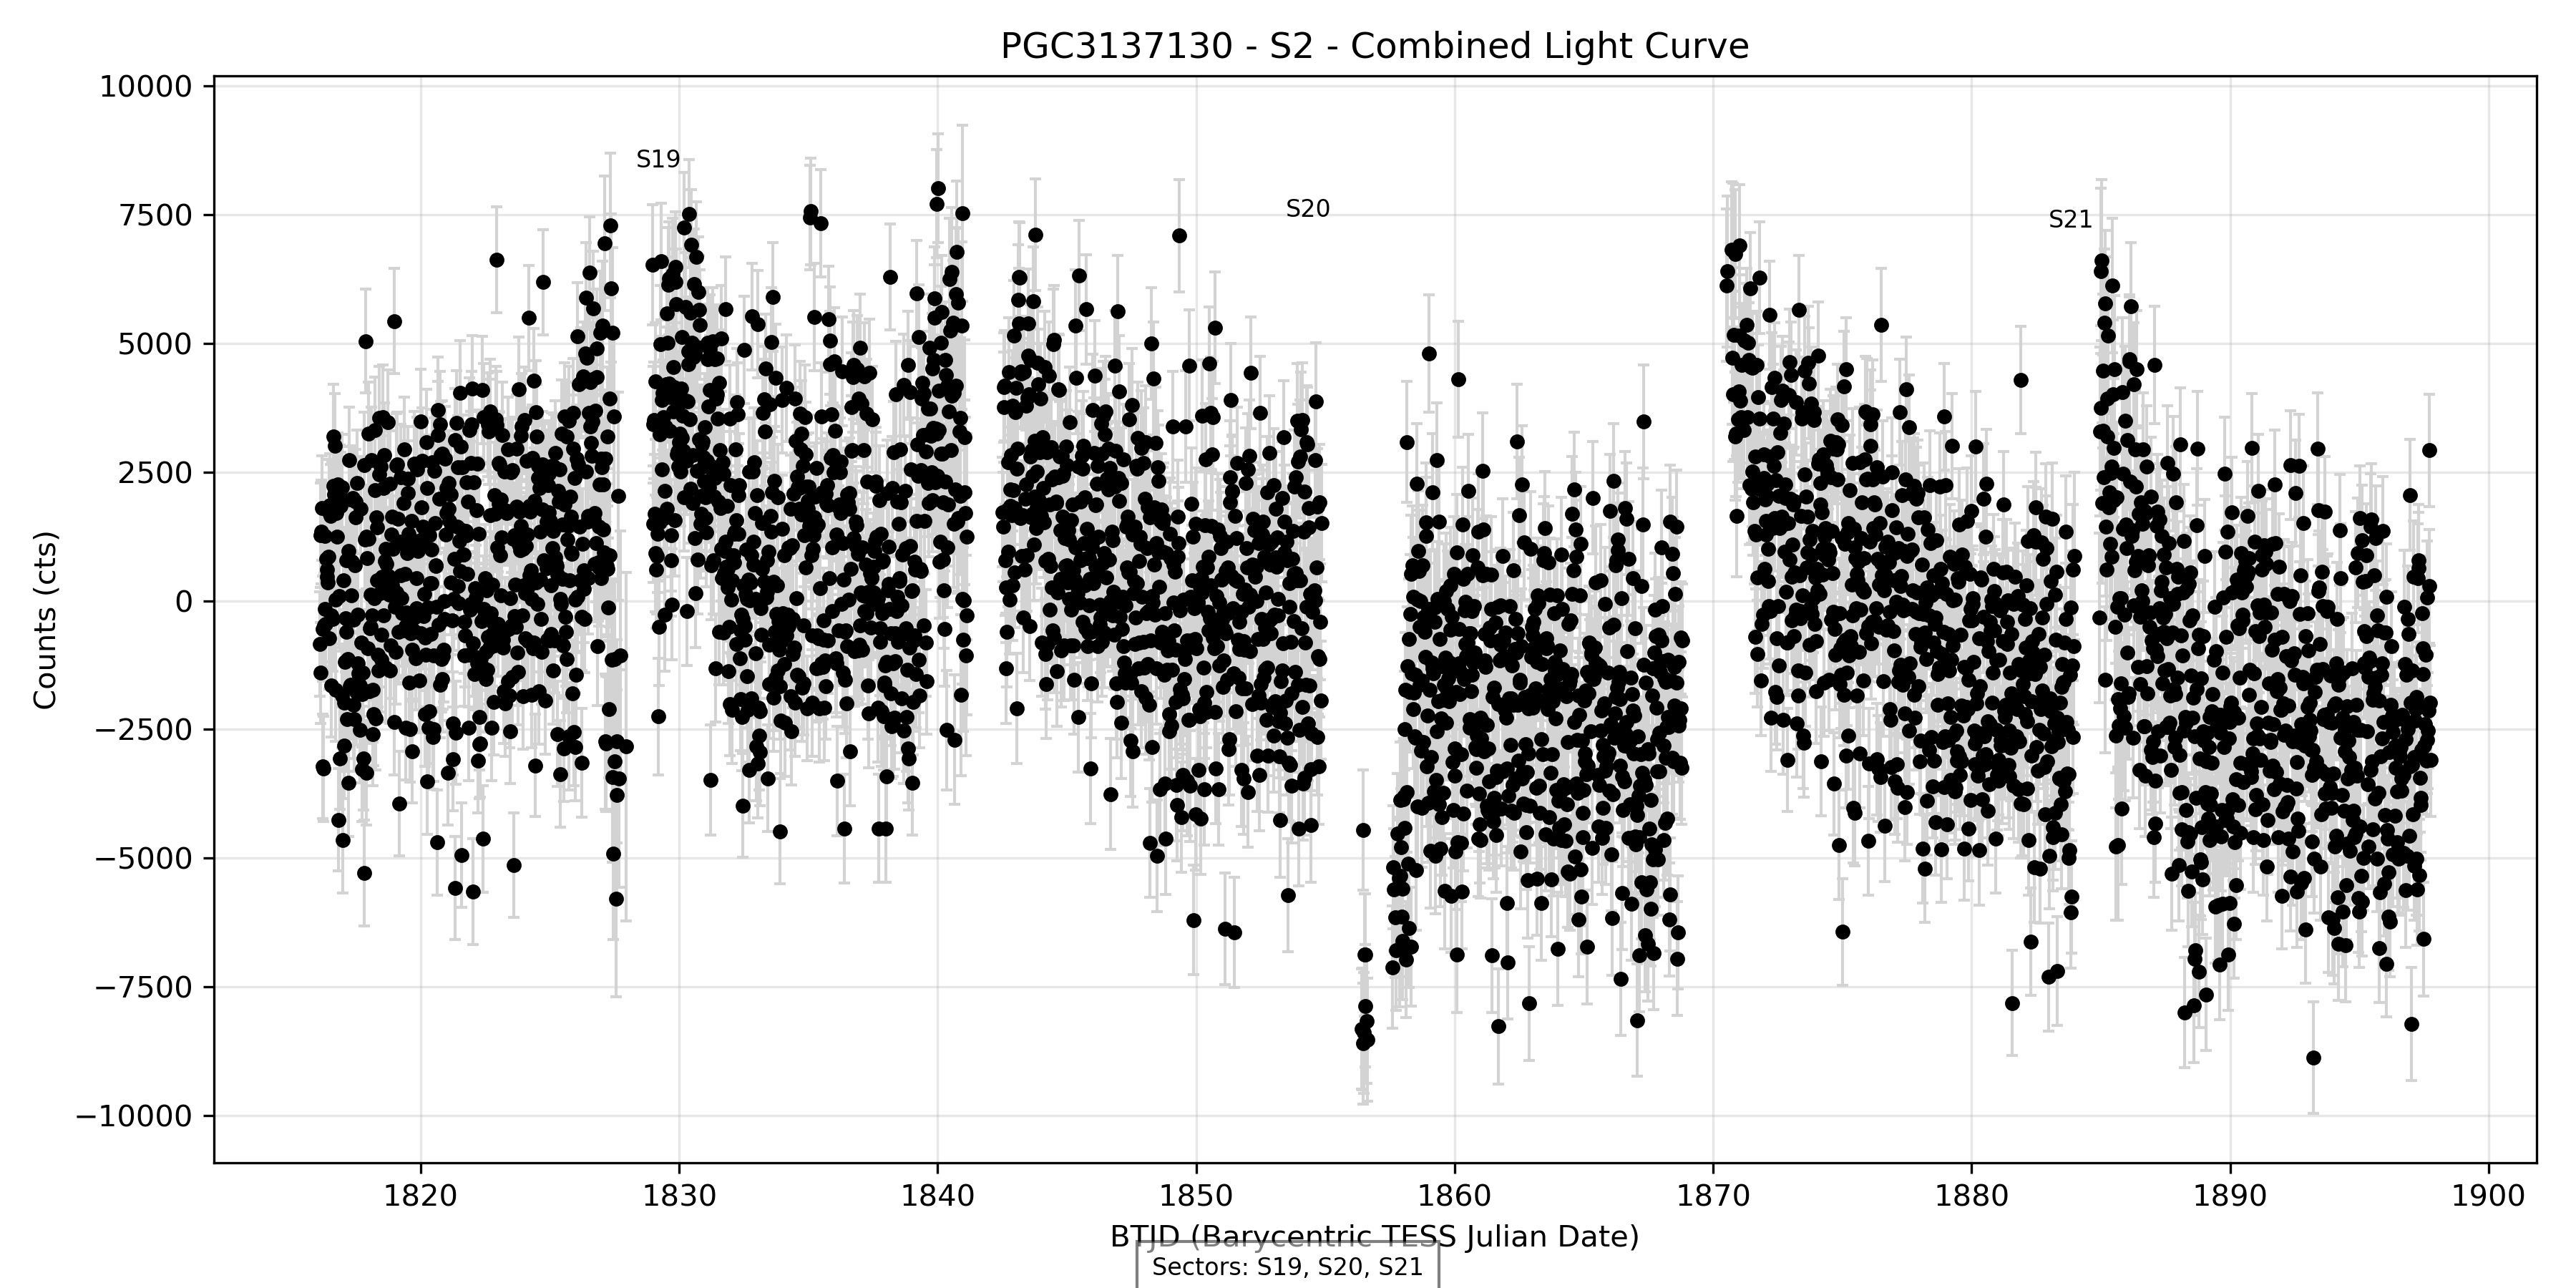 PGC3137130 - S2 - Combined Light Curve
10000
7500
5000
2500
0
−2500
−5000
−7500
−10000
Counts (cts)
S19
S20
S21
1820
1830
1840
1850
1860
1870
1880
1890
1900
BTJD (Barycentric TESS Julian Date)
Sectors: S19, S20, S21